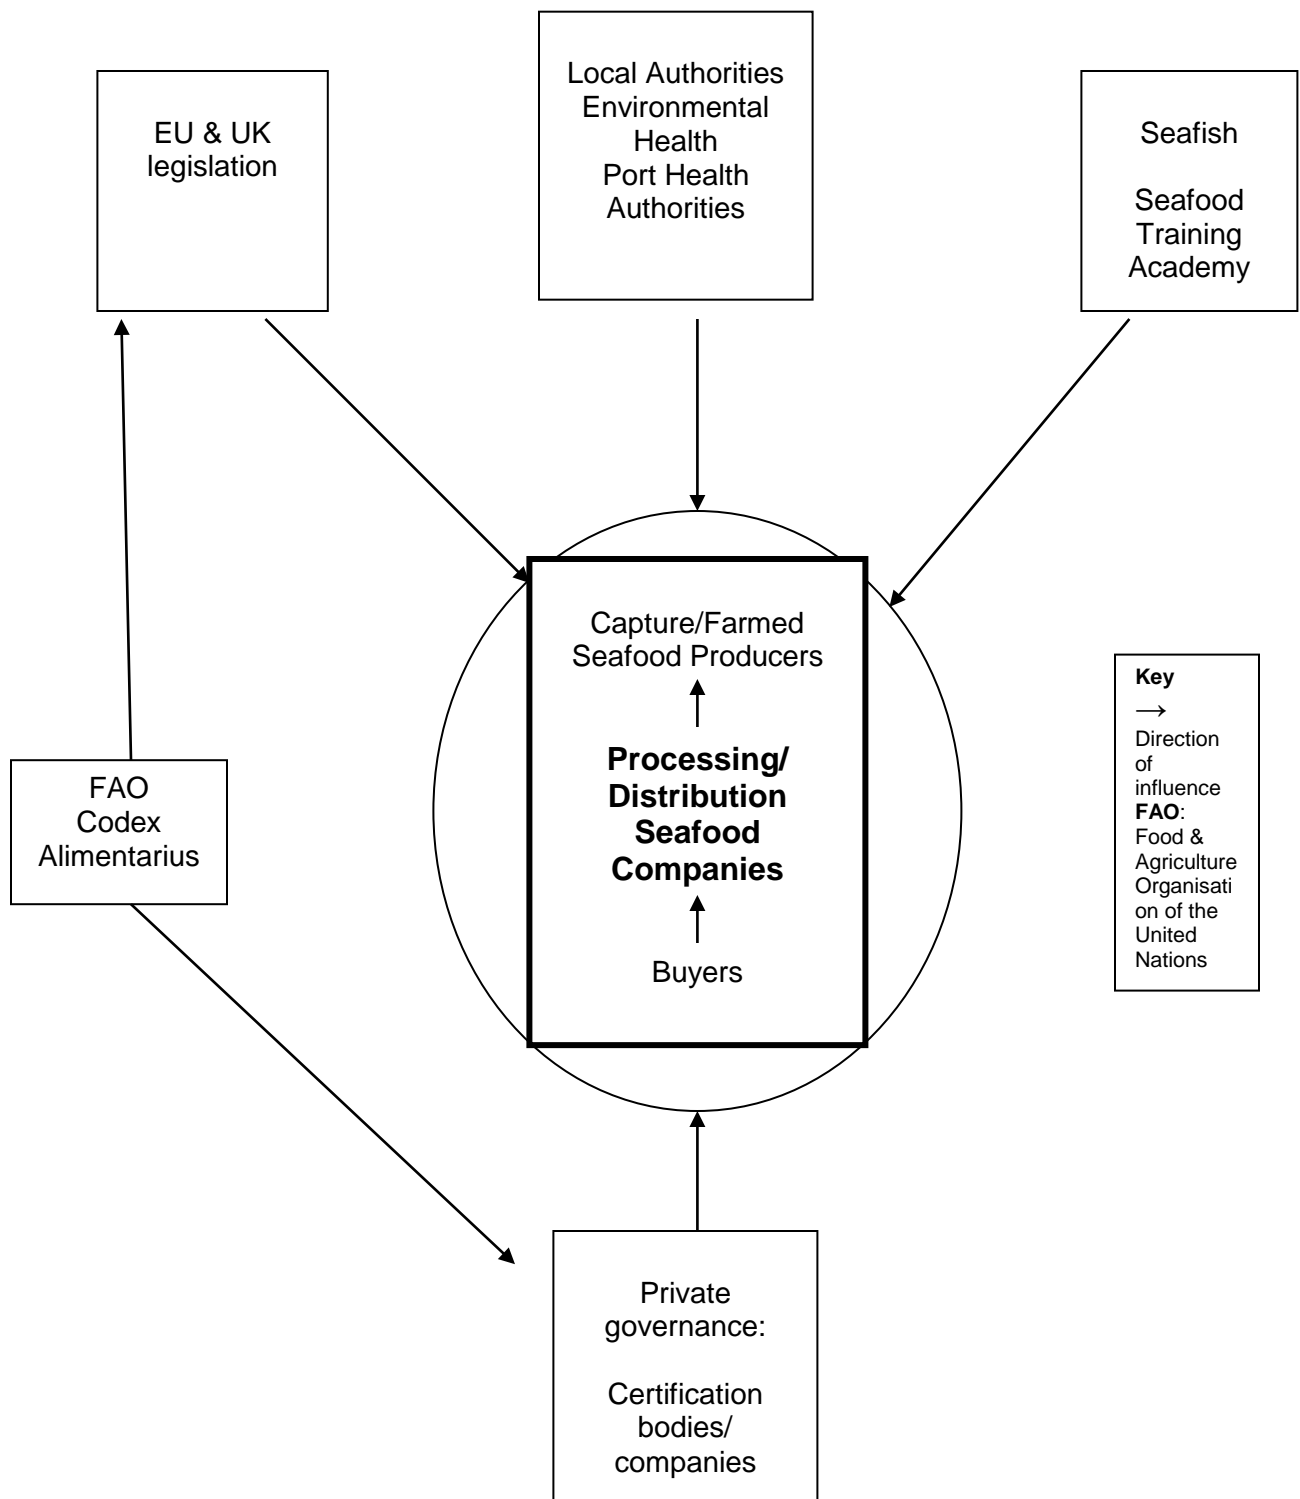 EU & UK
legislation
Local Authorities
Environmental
Health
Port Health
Authorities
Seafish
Seafood
Training
Academy
Capture/Farmed
Seafood Producers
Processing/
Distribution
Seafood
Companies
Buyers
FAO
Codex
Alimentarius
Key
→
Direction
of
influence
FAO:
Food &
Agriculture
Organisati
on of the
United
Nations
Private
governance:
Certification
bodies/
companies